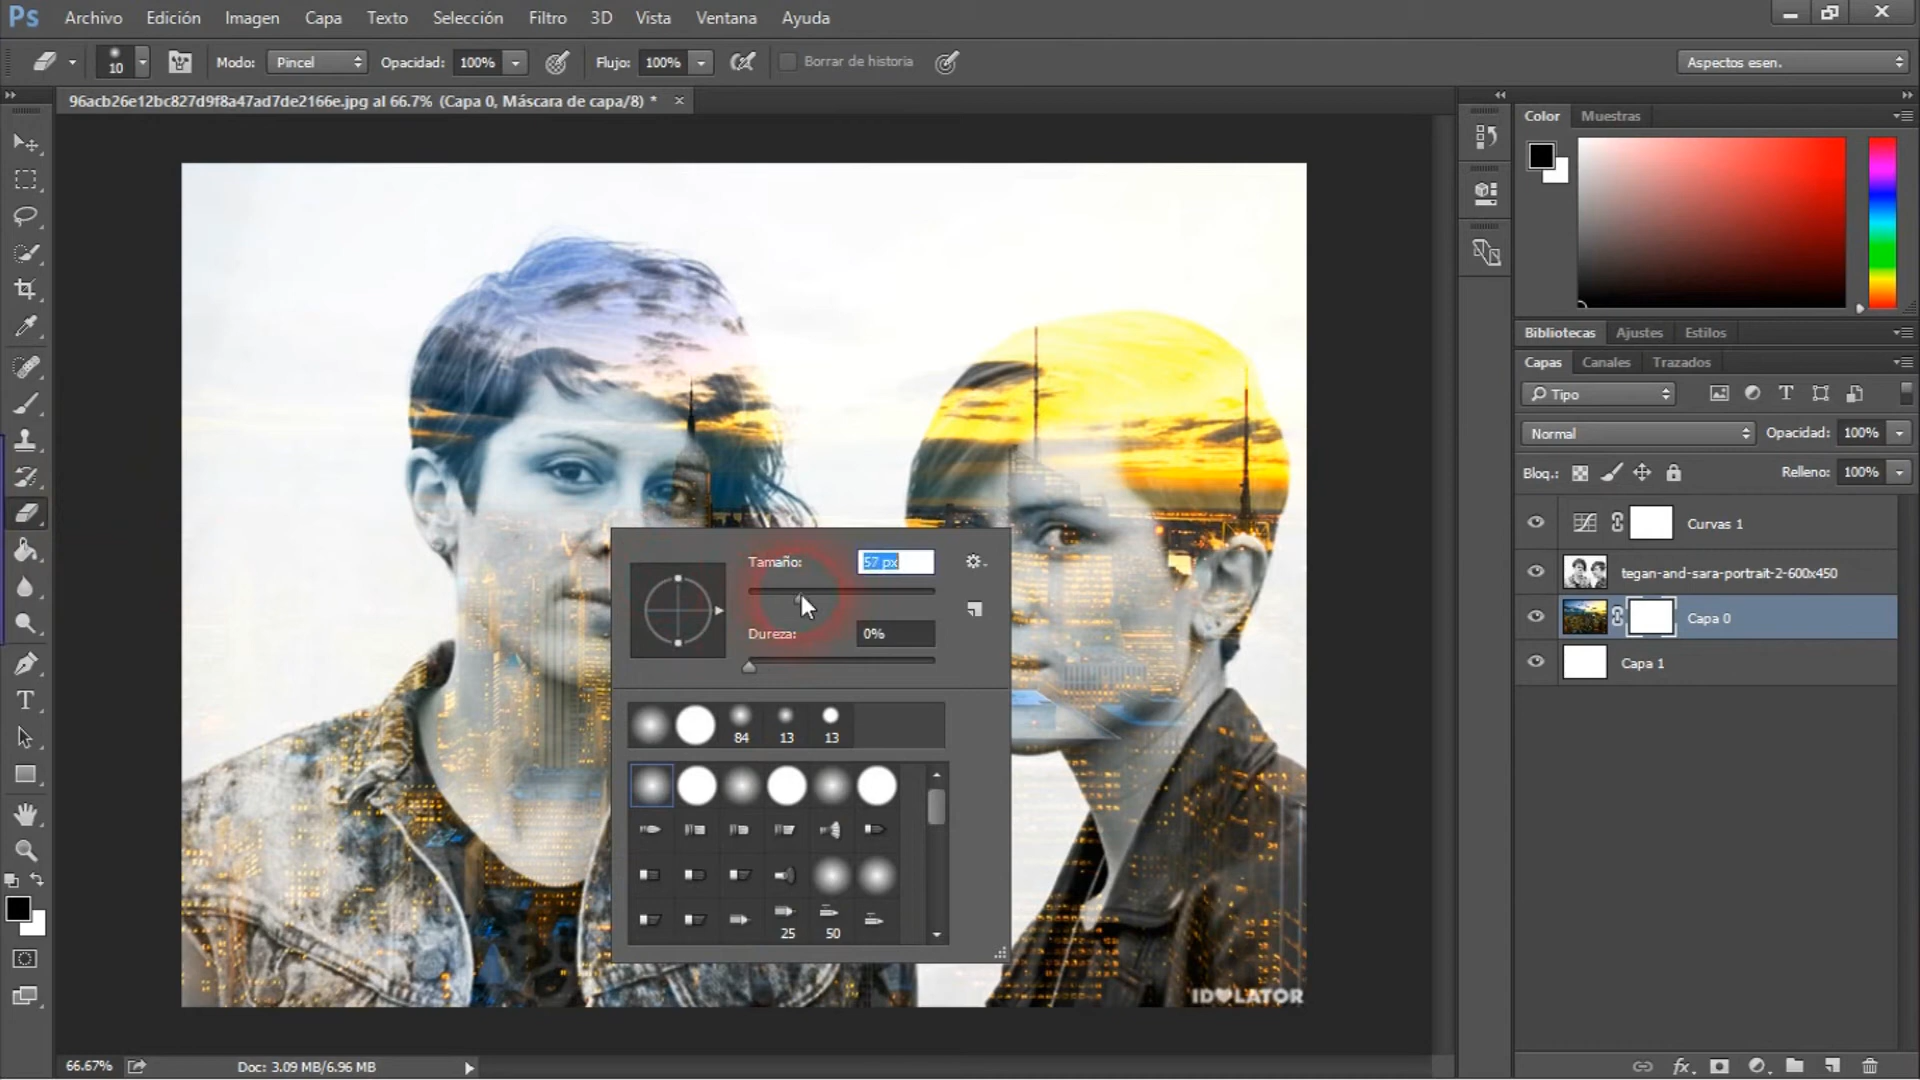 Ps Archivo Edición Imagen Capa Texto Selección Filtro 3D Vista Ventana Ayuda
10 Modo: Pincel Opacidad: 100% Flujo: 100% Borrar de historia Aspectos esen.
96acb26e12bc827d9f8a47ad7de2166e.jpg al 66.7% (Capa 0, Máscara de capa/8) * ×
Color Muestras
Bibliotecas Ajustes Estilos
Capas Canales Trazados
Tipo
Normal Opacidad: 100%
Bloq.: Relleno: 100%
Curvas 1
tegan-and-sara-portrait-2-600x450
Capa 0
Capa 1
Tamaño: 57 px
Dureza: 0%
84 13 13
25 50
IDOLATOR
66.67% Doc: 3.09 MB/6.96 MB